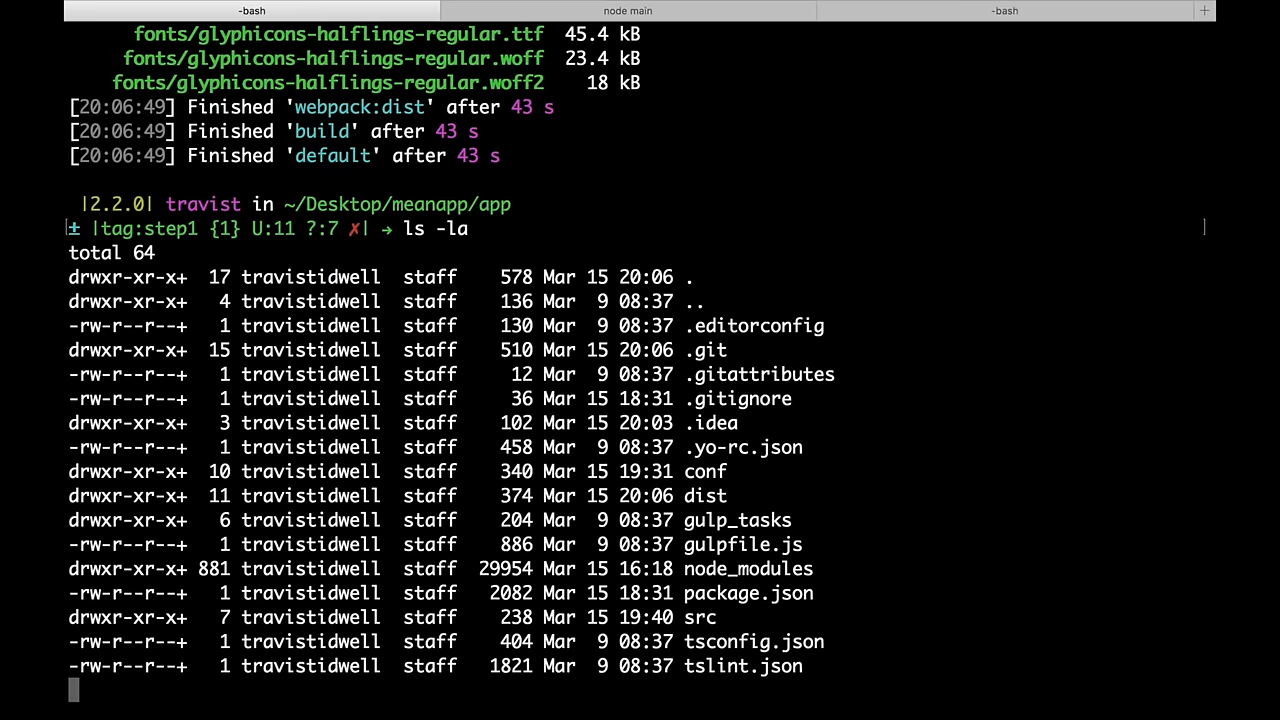 -bash node main -bash +
fonts/glyphicons-halflings-regular.ttf 45.4 kB
fonts/glyphicons-halflings-regular.woff 23.4 kB
fonts/glyphicons-halflings-regular.woff2 18 kB
[20:06:49] Finished 'webpack:dist' after 43 s
[20:06:49] Finished 'build' after 43 s
[20:06:49] Finished 'default' after 43 s
|2.2.0| travist in ~/Desktop/meanapp/app
± |tag:step1 {1} U:11 ?:7 ✗| → ls -la
total 64
drwxr-xr-x+ 17 travistidwell staff 578 Mar 15 20:06 .
drwxr-xr-x+ 4 travistidwell staff 136 Mar 9 08:37 ..
-rw-r--r--+ 1 travistidwell staff 130 Mar 9 08:37 .editorconfig
drwxr-xr-x+ 15 travistidwell staff 510 Mar 15 20:06 .git
-rw-r--r--+ 1 travistidwell staff 12 Mar 9 08:37 .gitattributes
-rw-r--r--+ 1 travistidwell staff 36 Mar 15 18:31 .gitignore
drwxr-xr-x+ 3 travistidwell staff 102 Mar 15 20:03 .idea
-rw-r--r--+ 1 travistidwell staff 458 Mar 9 08:37 .yo-rc.json
drwxr-xr-x+ 10 travistidwell staff 340 Mar 15 19:31 conf
drwxr-xr-x+ 11 travistidwell staff 374 Mar 15 20:06 dist
drwxr-xr-x+ 6 travistidwell staff 204 Mar 9 08:37 gulp_tasks
-rw-r--r--+ 1 travistidwell staff 886 Mar 9 08:37 gulpfile.js
drwxr-xr-x+ 881 travistidwell staff 29954 Mar 15 16:18 node_modules
-rw-r--r--+ 1 travistidwell staff 2082 Mar 15 18:31 package.json
drwxr-xr-x+ 7 travistidwell staff 238 Mar 15 19:40 src
-rw-r--r--+ 1 travistidwell staff 404 Mar 9 08:37 tsconfig.json
-rw-r--r--+ 1 travistidwell staff 1821 Mar 9 08:37 tslint.json